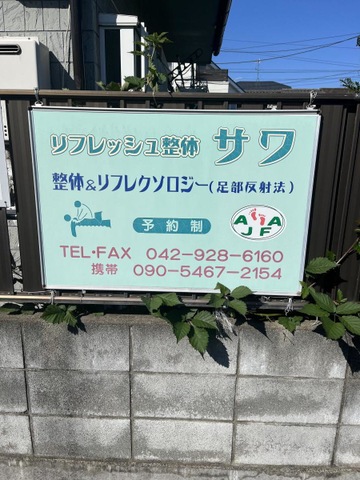 リフレッシュ整体 サワ
整体&リフレクソロジー(足部反射法)
予約制
A A
J F
TEL・FAX 042-928-6160
携帯 090-5467-2154